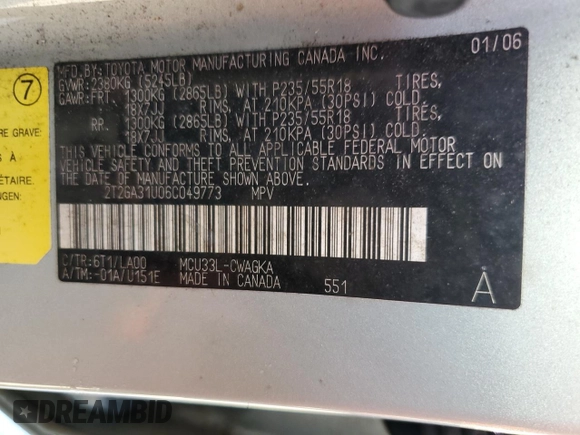 MFD.BY:TOYOTA MOTOR MANUFACTURING CANADA INC. 01/06
GVWR:2380KG (5245LB)
GAWR:FRT. 1300KG (2865LB) WITH P235/55R18 TIRES,
18X7JJ RIMS, AT 210KPA (30PSI) COLD.
RR. 1300KG (2865LB) WITH P235/55R18 TIRES,
18X7JJ RIMS, AT 210KPA (30PSI) COLD.
THIS VEHICLE CONFORMS TO ALL APPLICABLE FEDERAL MOTOR
VEHICLE SAFETY AND THEFT PREVENTION STANDARDS IN EFFECT ON
THE DATE OF MANUFACTURE SHOWN ABOVE.
2T2GA31U06C049773 MPV
C/TR:6T1/LA00 MCU33L-CWAGKA
A/TM:-01A/U151E MADE IN CANADA 551
A
7
RE GRAVE:
S À
ÉTAIRE.
NGEN:
DREAMBID